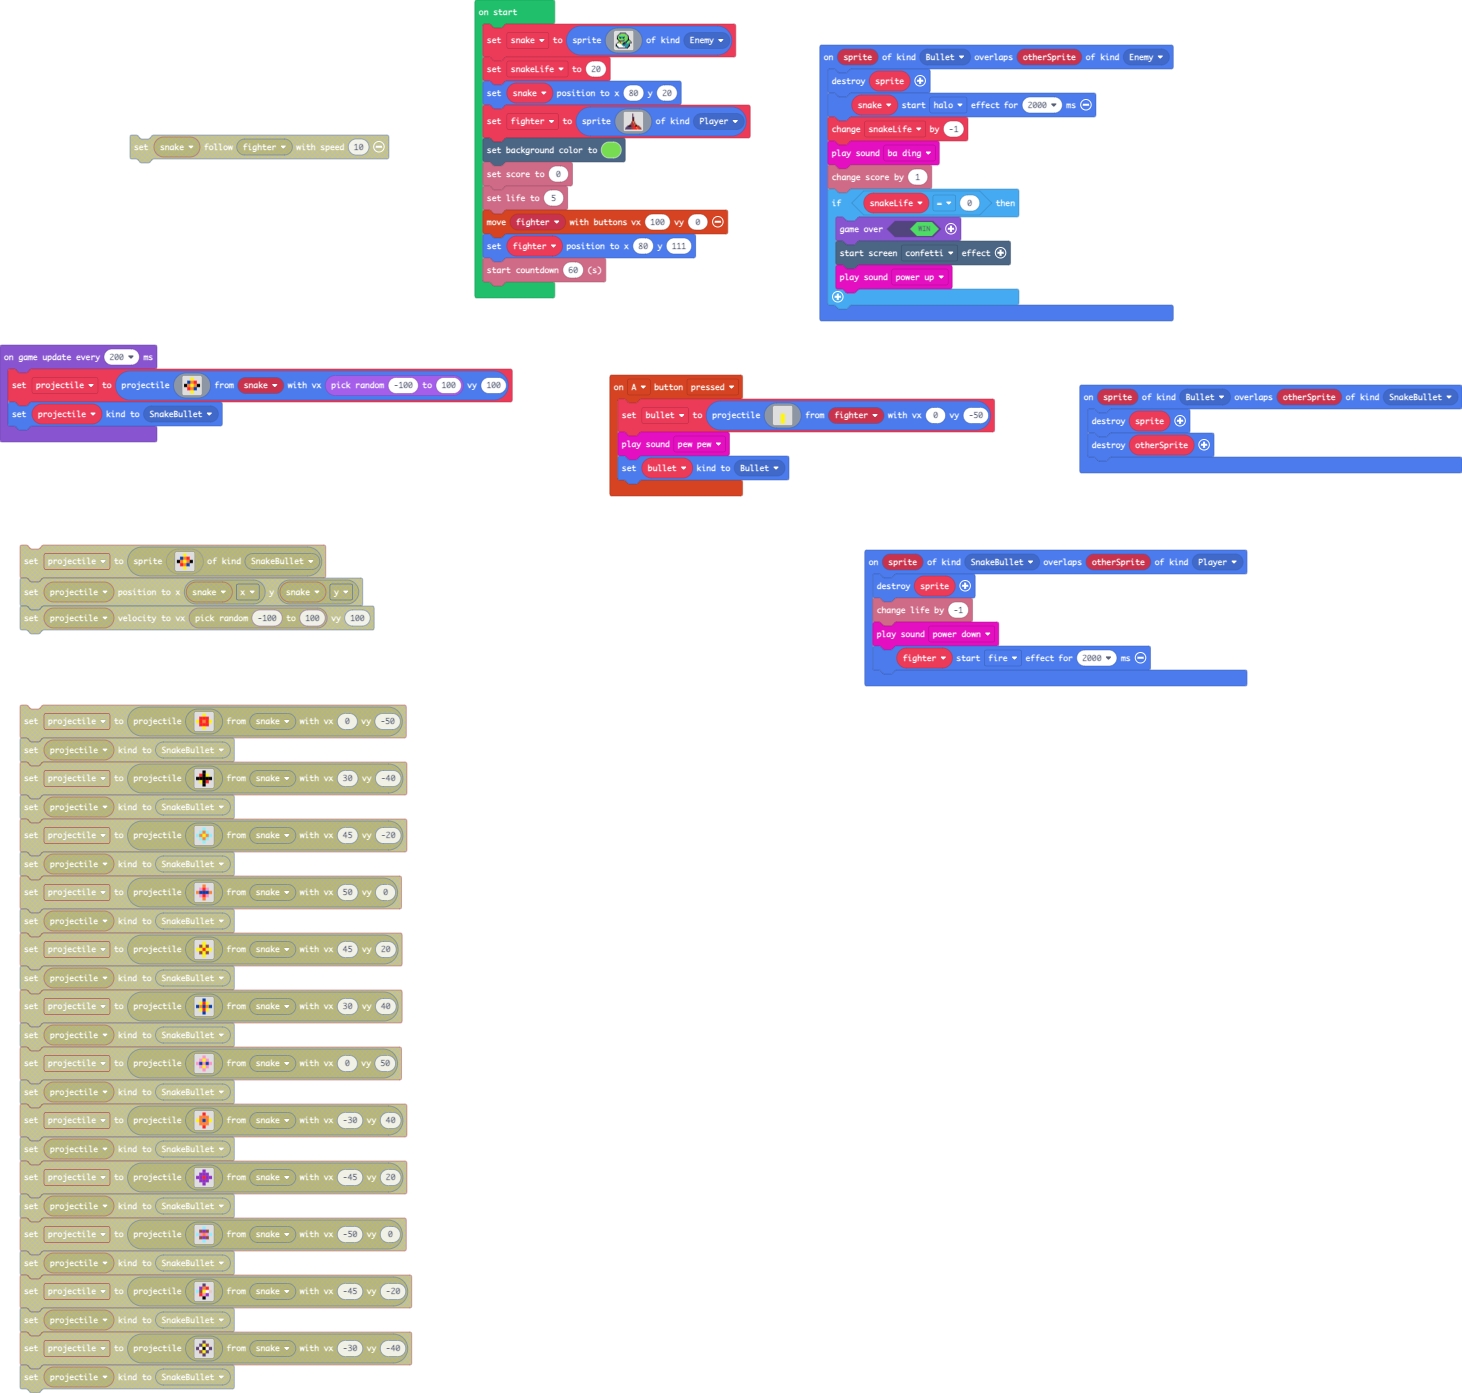 on start
set snake to sprite of kind Enemy
set snakeLife to 20
set snake position to x 80 y 20
set fighter to sprite of kind Player
set background color to
set score to 0
set life to 5
move fighter with buttons vx 100 vy 0
set fighter position to x 80 y 111
start countdown 60 (s)
on sprite of kind Bullet overlaps otherSprite of kind Enemy
destroy sprite
snake start halo effect for 2000 ms
change snakeLife by -1
play sound ba ding
change score by 1
if snakeLife = 0 then
game over WIN
start screen confetti effect
play sound power up
set snake follow fighter with speed 10
on game update every 200 ms
set projectile to projectile from snake with vx pick random -100 to 100 vy 100
set projectile kind to SnakeBullet
on A button pressed
set bullet to projectile from fighter with vx 0 vy -50
play sound pew pew
set bullet kind to Bullet
on sprite of kind Bullet overlaps otherSprite of kind SnakeBullet
destroy sprite
destroy otherSprite
set projectile to sprite of kind SnakeBullet
set projectile position to x snake x y snake y
set projectile velocity to vx pick random -100 to 100 vy 100
on sprite of kind SnakeBullet overlaps otherSprite of kind Player
destroy sprite
change life by -1
play sound power down
fighter start fire effect for 2000 ms
set projectile to projectile from snake with vx 0 vy -50
set projectile kind to SnakeBullet
set projectile to projectile from snake with vx 30 vy -40
set projectile kind to SnakeBullet
set projectile to projectile from snake with vx 45 vy -20
set projectile kind to SnakeBullet
set projectile to projectile from snake with vx 50 vy 0
set projectile kind to SnakeBullet
set projectile to projectile from snake with vx 45 vy 20
set projectile kind to SnakeBullet
set projectile to projectile from snake with vx 30 vy 40
set projectile kind to SnakeBullet
set projectile to projectile from snake with vx 0 vy 50
set projectile kind to SnakeBullet
set projectile to projectile from snake with vx -30 vy 40
set projectile kind to SnakeBullet
set projectile to projectile from snake with vx -45 vy 20
set projectile kind to SnakeBullet
set projectile to projectile from snake with vx -50 vy 0
set projectile kind to SnakeBullet
set projectile to projectile from snake with vx -45 vy -20
set projectile kind to SnakeBullet
set projectile to projectile from snake with vx -30 vy -40
set projectile kind to SnakeBullet